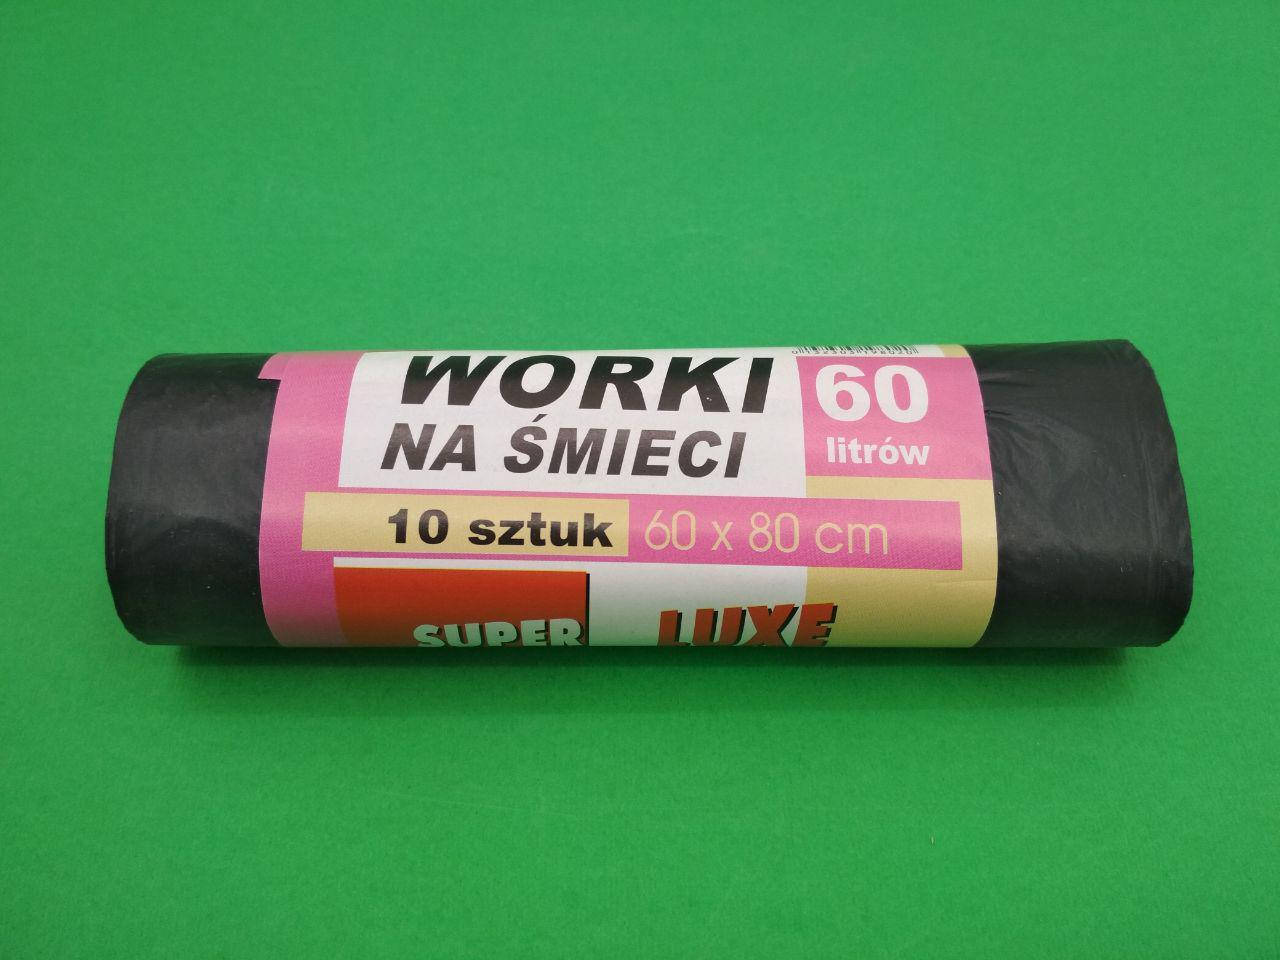 WORKI
NA ŚMIECI
60
litrów
10 sztuk
60 x 80 cm
SUPER LUXE